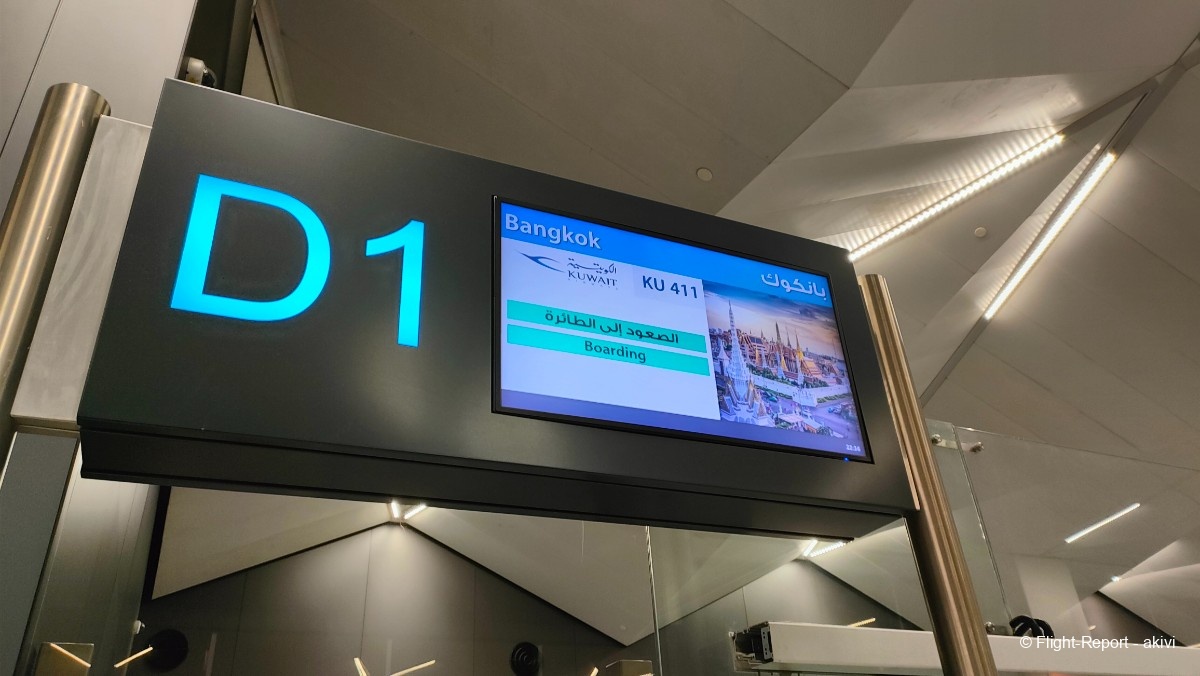 D1
Bangkok
بانكوك
الكويتية
KUWAIT
KU 411
الصعود إلى الطائرة
Boarding
© Flight-Report - akivi